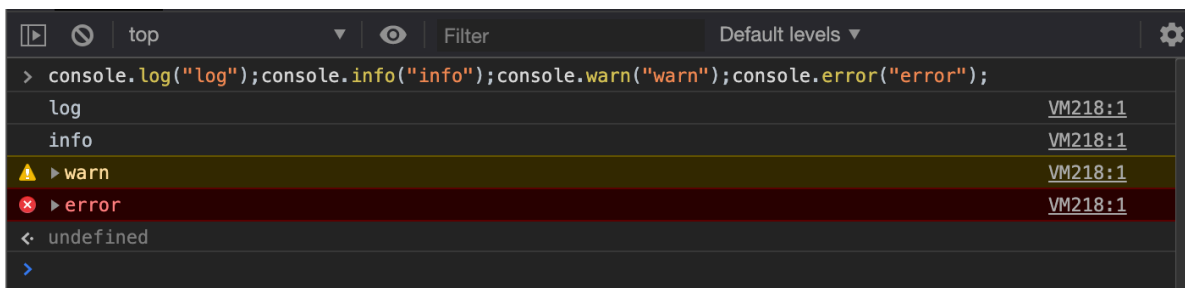 top Filter Default levels ▼
> console.log("log");console.info("info");console.warn("warn");console.error("error");
log VM218:1
info VM218:1
warn VM218:1
error VM218:1
undefined